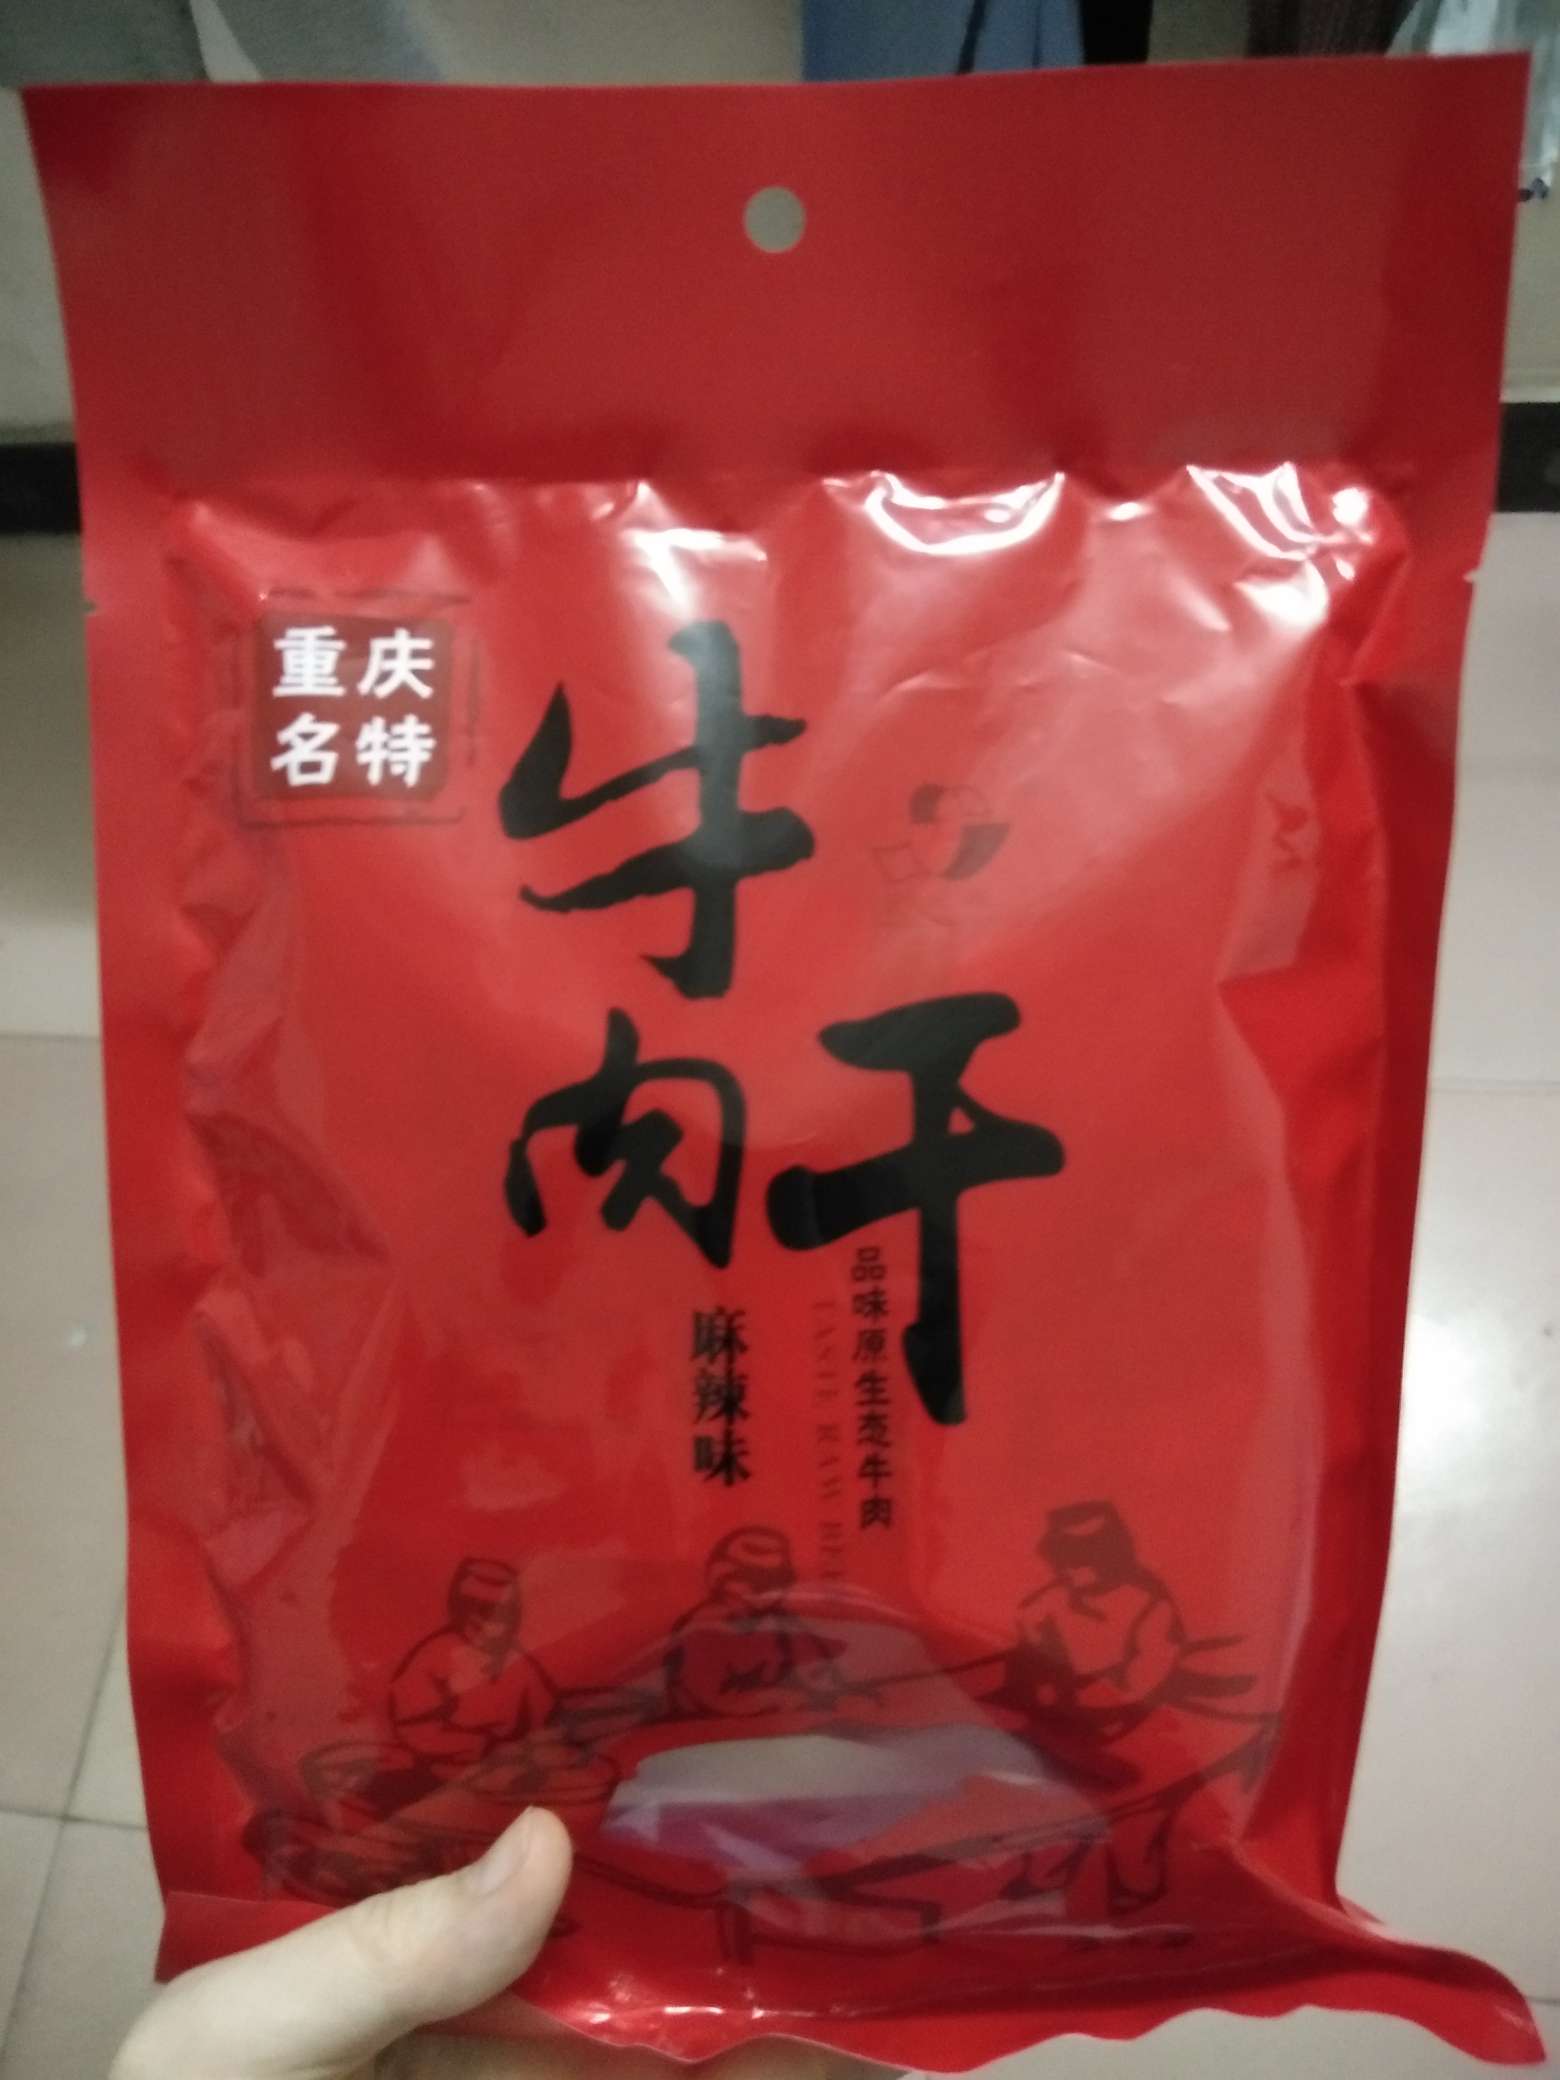 重庆
名特
牛
肉干
麻辣味
品味原生态牛肉